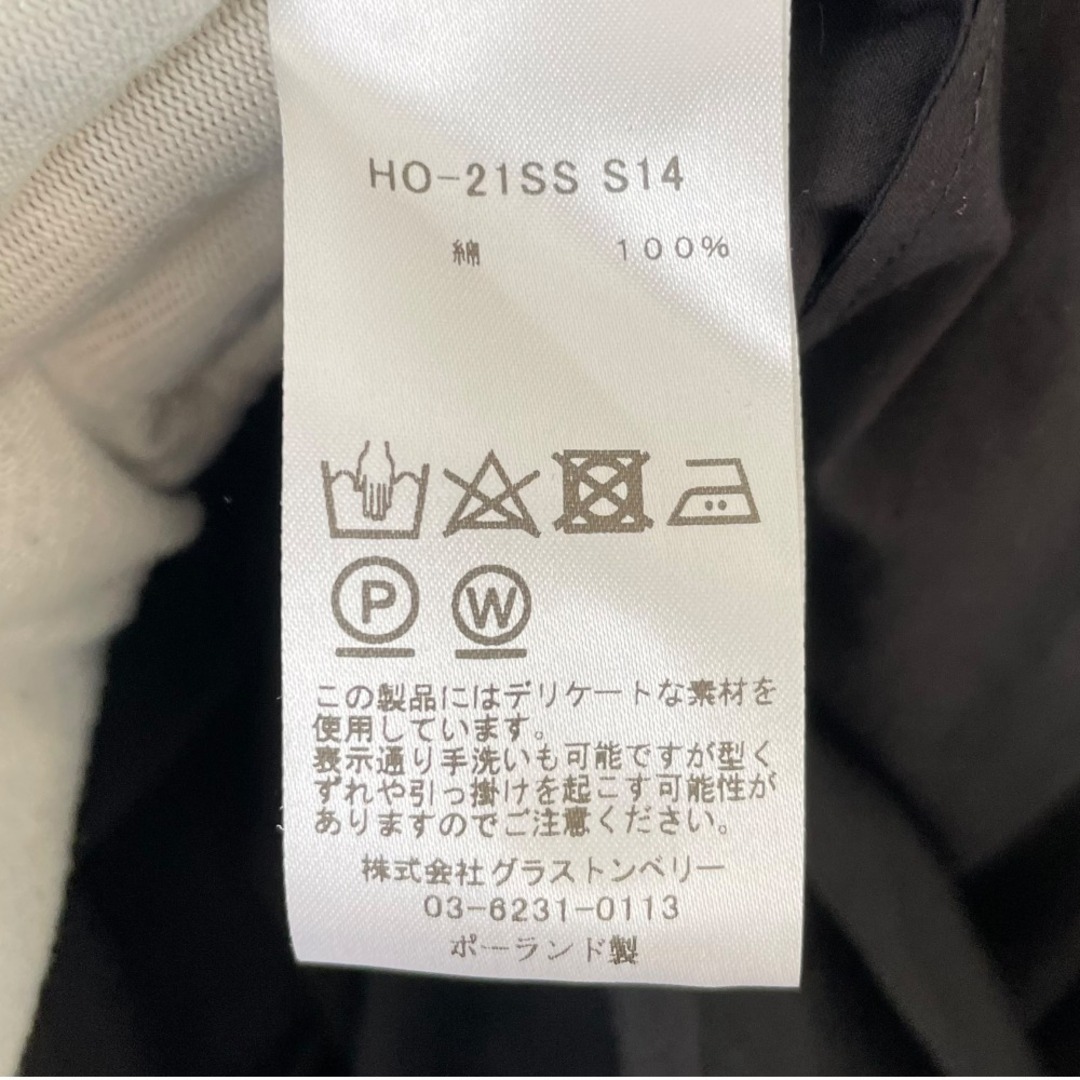 HO-21SS S14
綿 100%
P W
この製品にはデリケートな素材を
使用しています。
表示通り手洗いも可能ですが型く
ずれや引っ掛けを起こす可能性が
ありますのでご注意ください。
株式会社グラストンベリー
03-6231-0113
ポーランド製